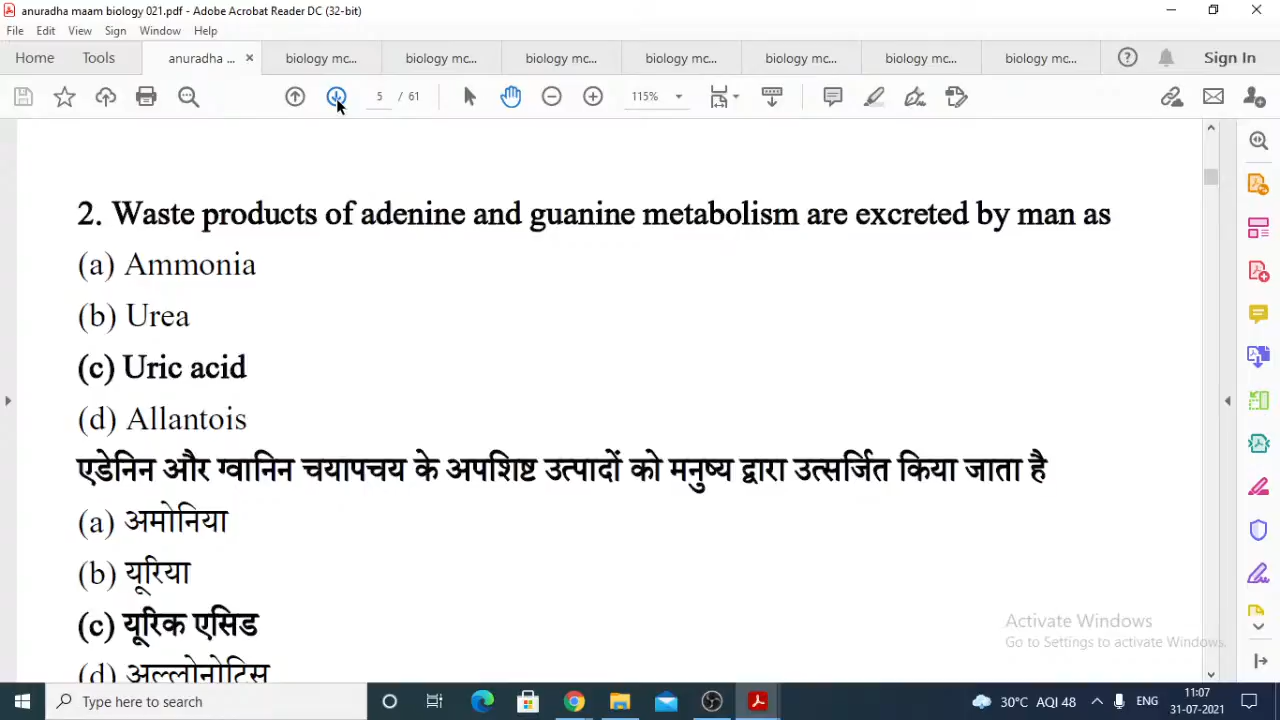 anuradha maam biology 021.pdf - Adobe Acrobat Reader DC (32-bit)
File Edit View Sign Window Help
Home Tools anuradha ... × biology mc... biology mc... biology mc... biology mc... biology mc... biology mc... biology mc... Sign In
5 / 61 115%
2. Waste products of adenine and guanine metabolism are excreted by man as
(a) Ammonia
(b) Urea
(c) Uric acid
(d) Allantois
एडेनिन और ग्वानिन चयापचय के अपशिष्ट उत्पादों को मनुष्य द्वारा उत्सर्जित किया जाता है
(a) अमोनिया
(b) यूरिया
(c) यूरिक एसिड
(d) अल्लोनोटिस
Activate Windows
Go to Settings to activate Windows.
Type here to search
30°C AQI 48 ENG 11:07
31-07-2021